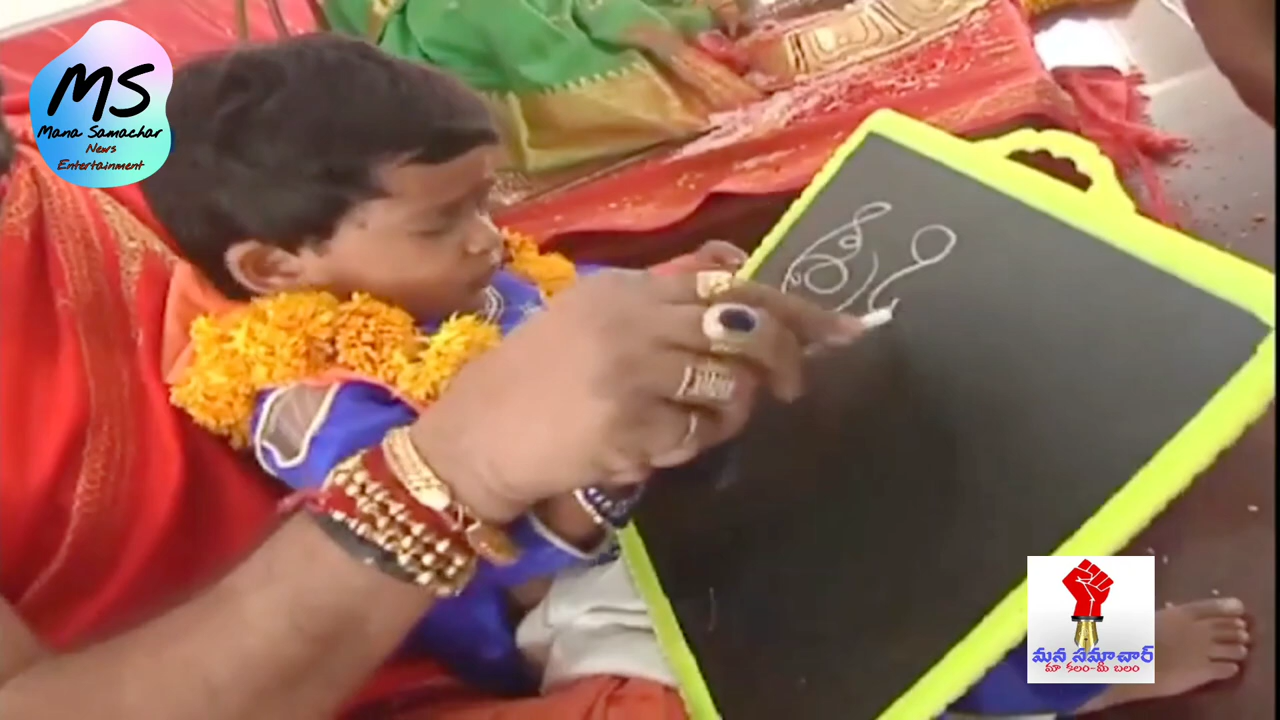 MS
Mana Samachar
News
Entertainment
మన సమాచార్
మా కలం-మీ బలం